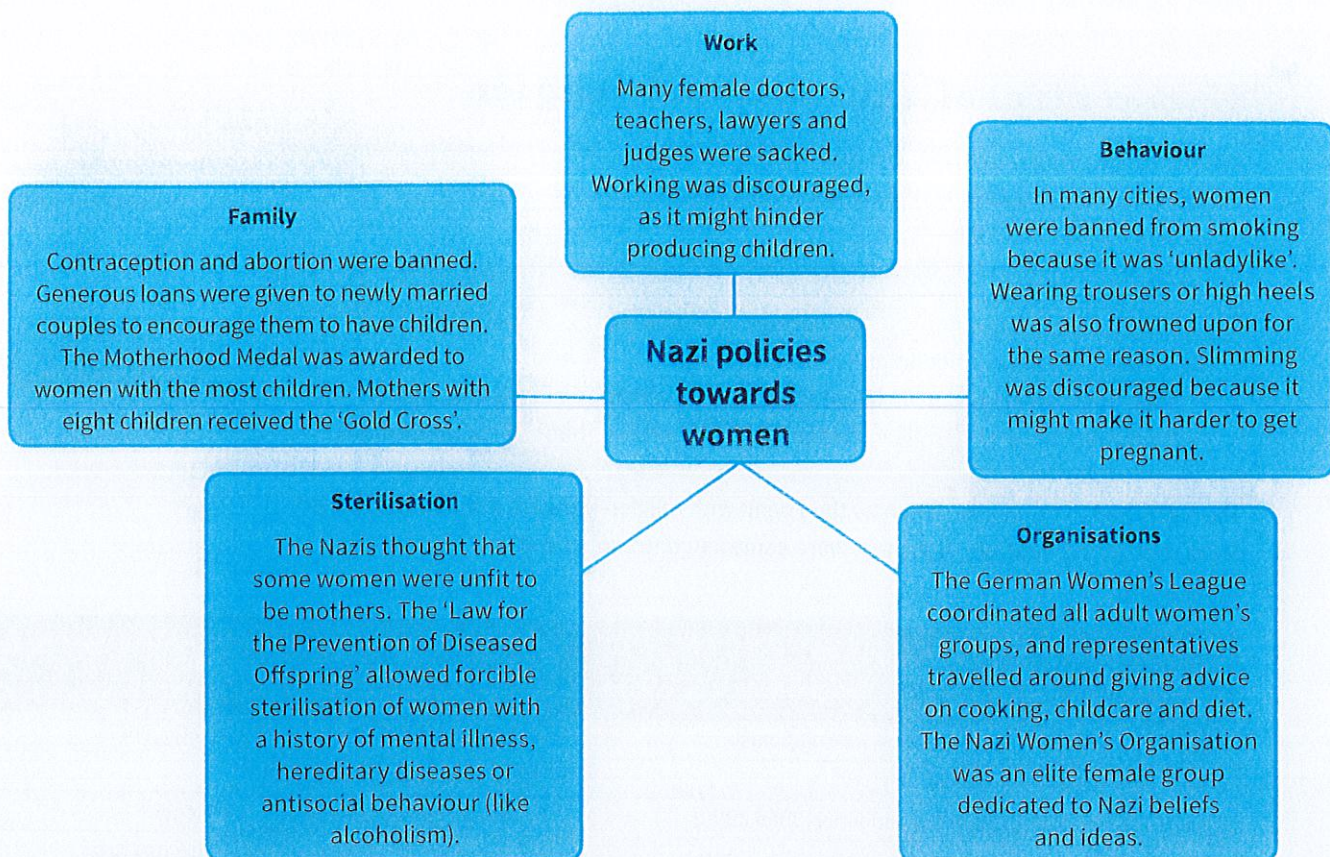 Work
Many female doctors,
teachers, lawyers and
judges were sacked.
Working was discouraged,
as it might hinder
producing children.
Behaviour
In many cities, women
were banned from smoking
because it was ‘unladylike’.
Wearing trousers or high heels
was also frowned upon for
the same reason. Slimming
was discouraged because it
might make it harder to get
pregnant.
Family
Contraception and abortion were banned.
Generous loans were given to newly married
couples to encourage them to have children.
The Motherhood Medal was awarded to
women with the most children. Mothers with
eight children received the ‘Gold Cross’.
Nazi policies
towards
women
Sterilisation
The Nazis thought that
some women were unfit to
be mothers. The ‘Law for
the Prevention of Diseased
Offspring’ allowed forcible
sterilisation of women with
a history of mental illness,
hereditary diseases or
antisocial behaviour (like
alcoholism).
Organisations
The German Women’s League
coordinated all adult women’s
groups, and representatives
travelled around giving advice
on cooking, childcare and diet.
The Nazi Women’s Organisation
was an elite female group
dedicated to Nazi beliefs
and ideas.